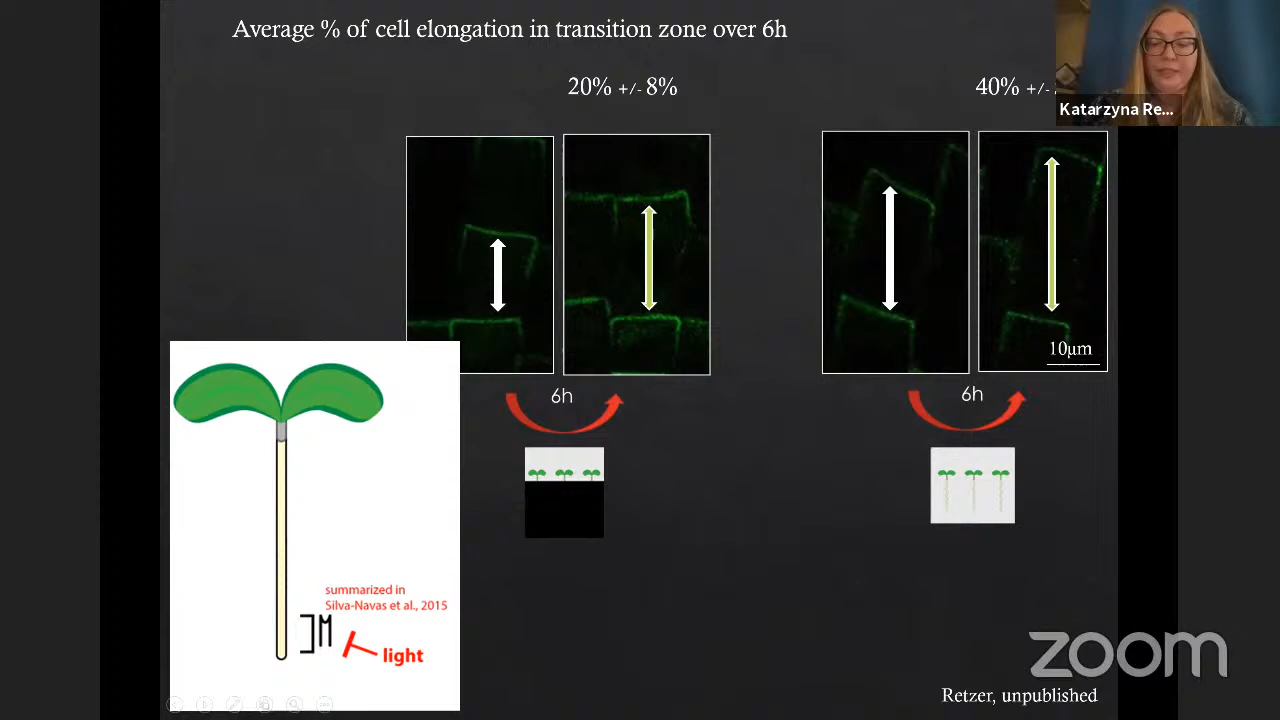 Average % of cell elongation in transition zone over 6h
20% +/- 8%
40% +/-
Katarzyna Re...
10µm
6h
6h
summarized in
Silva-Navas et al., 2015
M
light
zoom
Retzer, unpublished